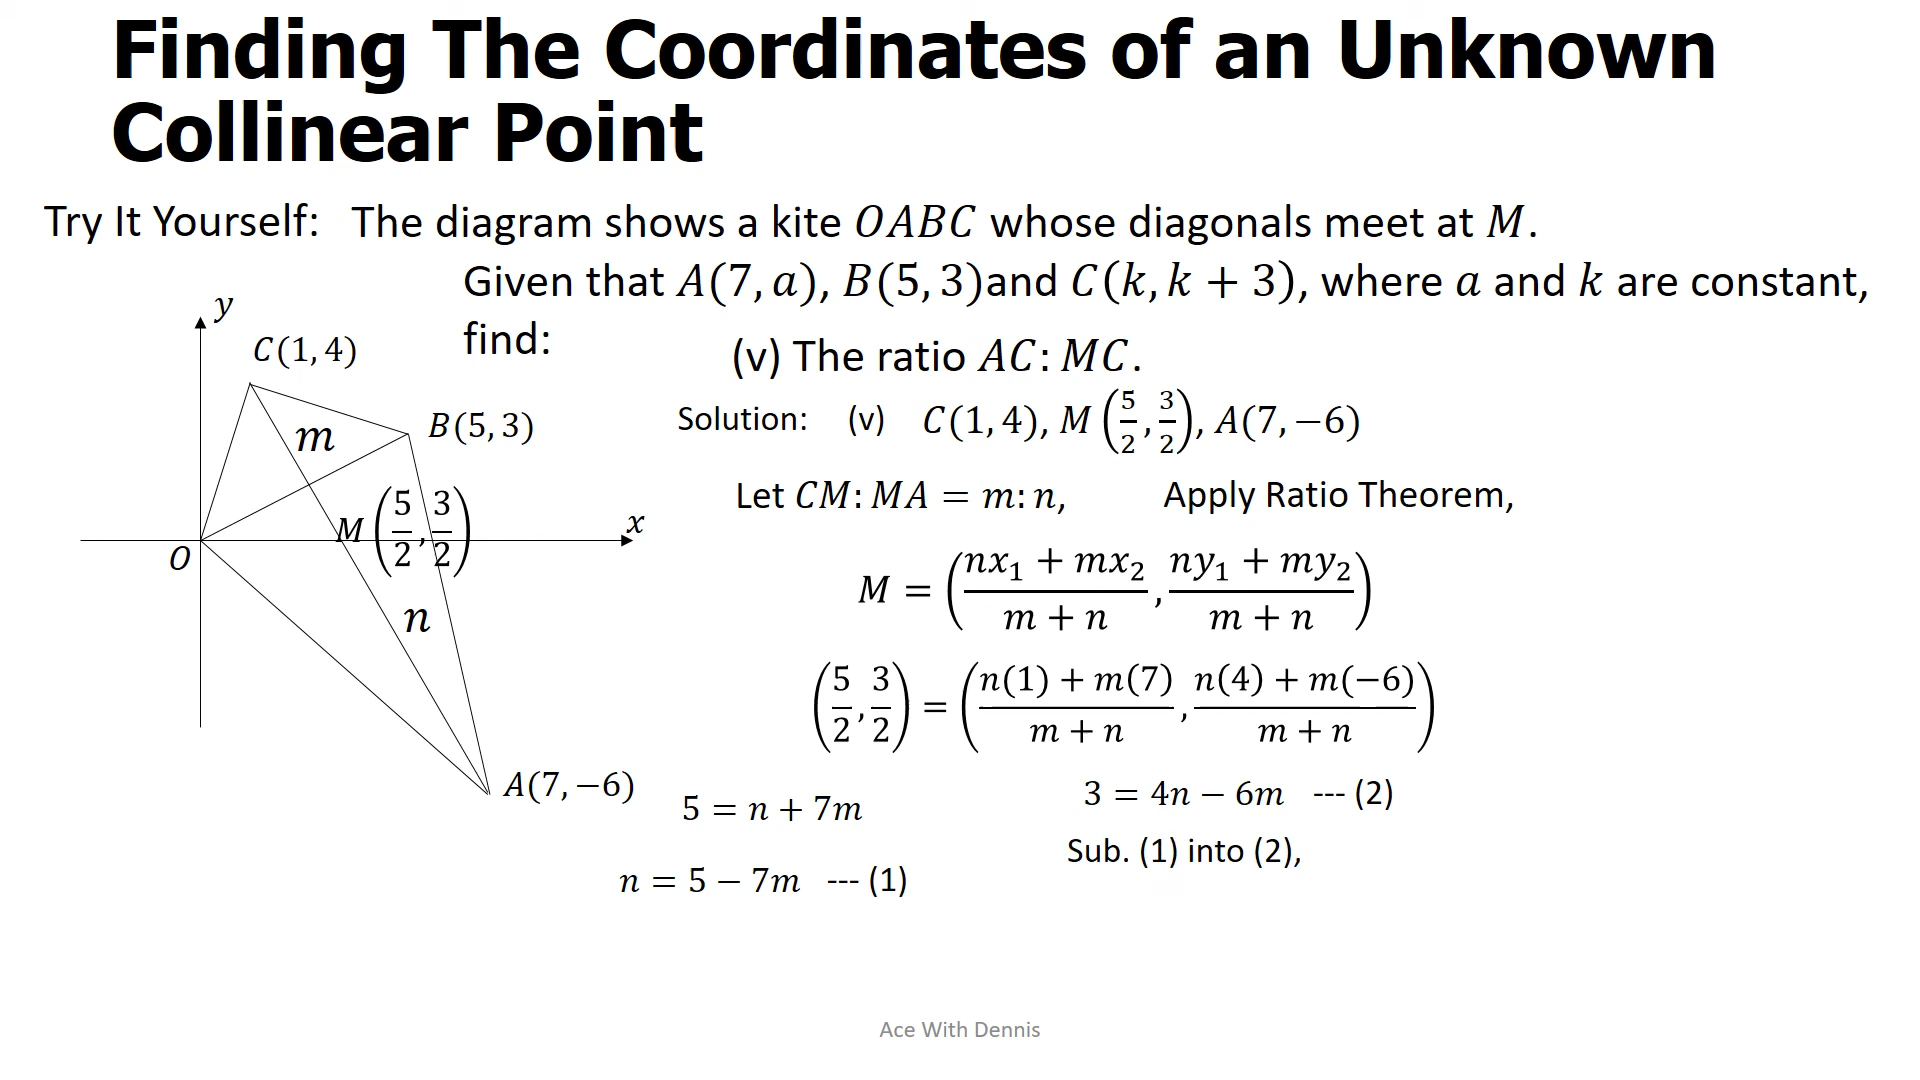 Finding The Coordinates of an Unknown
Collinear Point
Try It Yourself: The diagram shows a kite 𝑂𝐴𝐵𝐶 whose diagonals meet at 𝑀.
Given that 𝐴(7, 𝑎), 𝐵(5, 3)and 𝐶(𝑘, 𝑘 + 3), where 𝑎 and 𝑘 are constant,
find:
(v) The ratio 𝐴𝐶: 𝑀𝐶.
𝑦
𝐶(1, 4)
𝐵(5, 3)
𝑚
𝑀(5/2, 3/2)
𝑥
𝑂
𝑛
𝐴(7, −6)
Solution: (v) 𝐶(1, 4), 𝑀(5/2, 3/2), 𝐴(7, −6)
Let 𝐶𝑀: 𝑀𝐴 = 𝑚: 𝑛, Apply Ratio Theorem,
𝑀 = ((𝑛𝑥₁ + 𝑚𝑥₂)/(𝑚 + 𝑛), (𝑛𝑦₁ + 𝑚𝑦₂)/(𝑚 + 𝑛))
(5/2, 3/2) = ((𝑛(1) + 𝑚(7))/(𝑚 + 𝑛), (𝑛(4) + 𝑚(−6))/(𝑚 + 𝑛))
5 = 𝑛 + 7𝑚
𝑛 = 5 − 7𝑚 --- (1)
3 = 4𝑛 − 6𝑚 --- (2)
Sub. (1) into (2),
Ace With Dennis